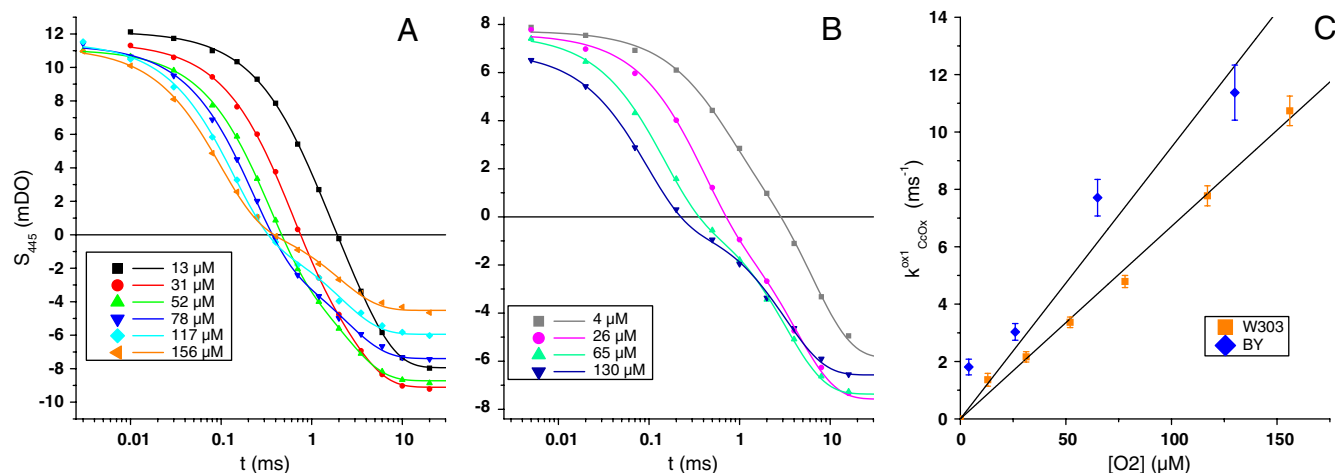 A
12
10
8
6
4
2
0
-2
-4
-6
-8
-10
S445 (mDO)
13 µM
31 µM
52 µM
78 µM
117 µM
156 µM
0.01
0.1
1
10
t (ms)
B
8
6
4
2
0
-2
-4
-6
-8
4 µM
26 µM
65 µM
130 µM
0.01
0.1
1
10
t (ms)
C
14
12
10
8
6
4
2
0
k^ox1 CcOx (ms⁻¹)
W303
BY
0
50
100
150
[O2] (µM)